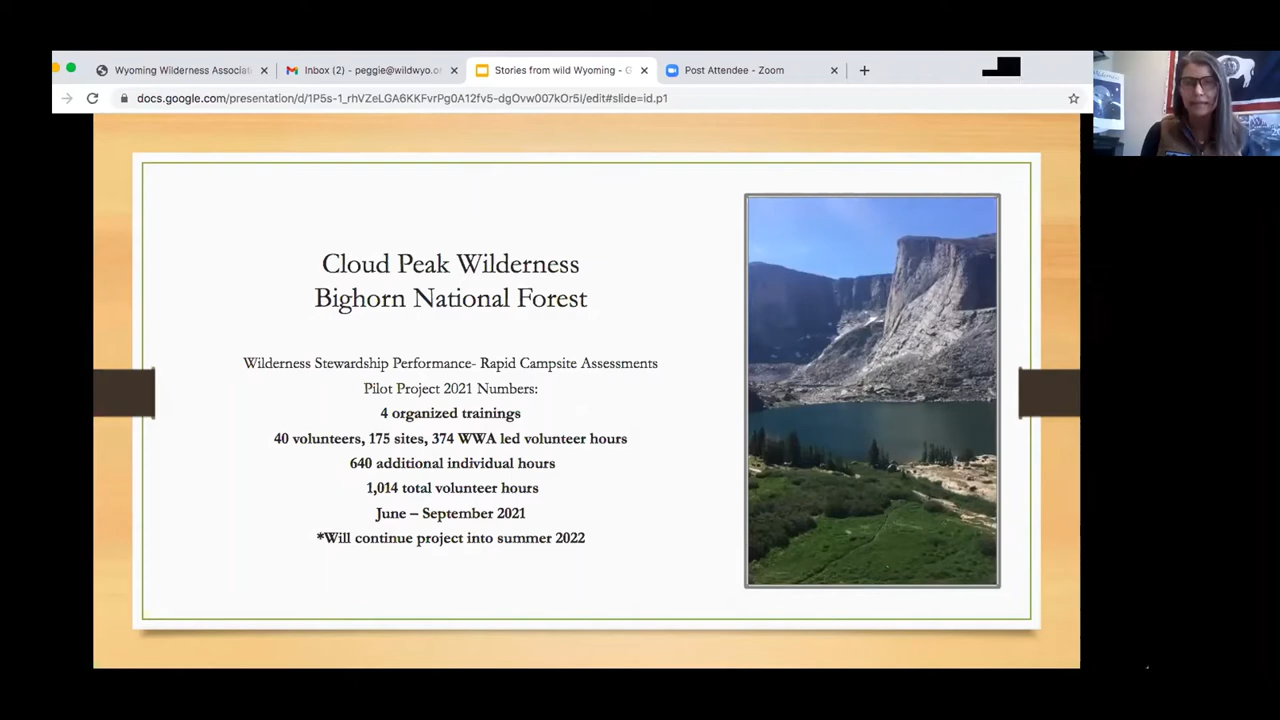 Wyoming Wilderness Associat
Inbox (2) - peggie@wildwyo.o
Stories from wild Wyoming - G
Post Attendee - Zoom
docs.google.com/presentation/d/1P5s-1_rhVZeLGA6KKFvrPg0A12fv5-dgOvw007kOr5I/edit#slide=id.p1
Cloud Peak Wilderness
Bighorn National Forest
Wilderness Stewardship Performance- Rapid Campsite Assessments
Pilot Project 2021 Numbers:
4 organized trainings
40 volunteers, 175 sites, 374 WWA led volunteer hours
640 additional individual hours
1,014 total volunteer hours
June – September 2021
*Will continue project into summer 2022